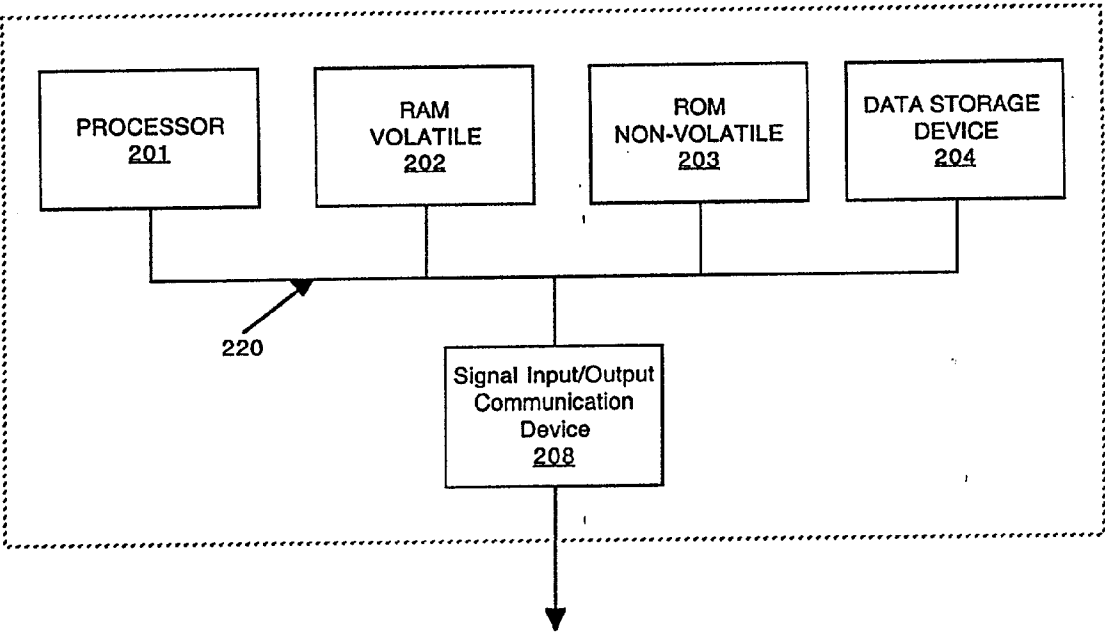 PROCESSOR
201
RAM
VOLATILE
202
ROM
NON-VOLATILE
203
DATA STORAGE
DEVICE
204
220
Signal Input/Output
Communication
Device
208